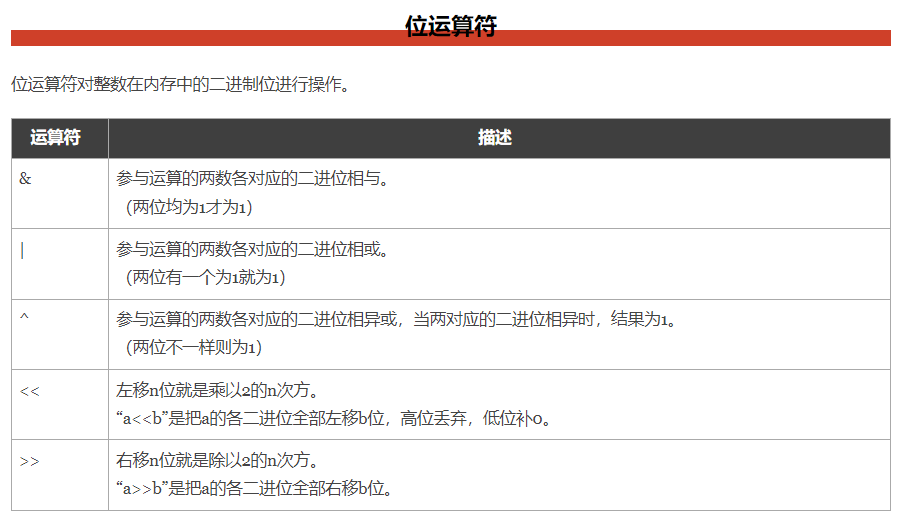 位运算符
位运算符对整数在内存中的二进制位进行操作。
运算符 描述
& 参与运算的两数各对应的二进位相与。
（两位均为1才为1）
| 参与运算的两数各对应的二进位相或。
（两位有一个为1就为1）
^ 参与运算的两数各对应的二进位相异或，当两对应的二进位相异时，结果为1。
（两位不一样则为1）
<< 左移n位就是乘以2的n次方。
“a<<b”是把a的各二进位全部左移b位，高位丢弃，低位补0。
>> 右移n位就是除以2的n次方。
“a>>b”是把a的各二进位全部右移b位。